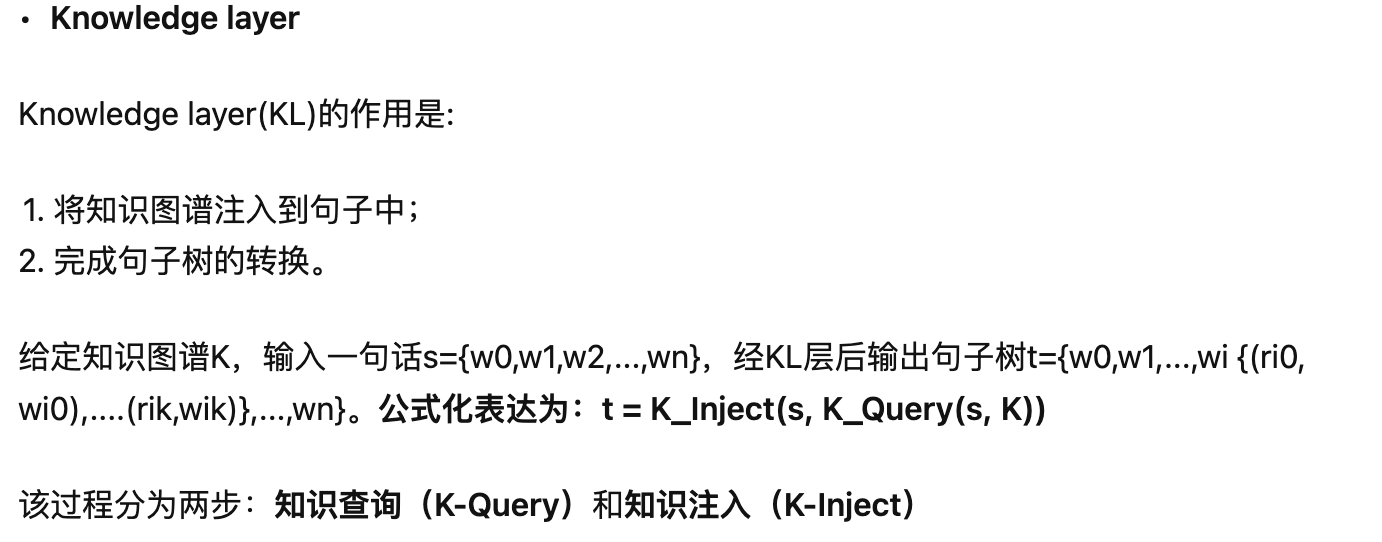 • Knowledge layer
Knowledge layer(KL)的作用是:
1. 将知识图谱注入到句子中；
2. 完成句子树的转换。
给定知识图谱K，输入一句话s={w0,w1,w2,...,wn}，经KL层后输出句子树t={w0,w1,...,wi {(ri0,
wi0),....(rik,wik)},...,wn}。公式化表达为：t = K_Inject(s, K_Query(s, K))
该过程分为两步：知识查询（K-Query）和知识注入（K-Inject）